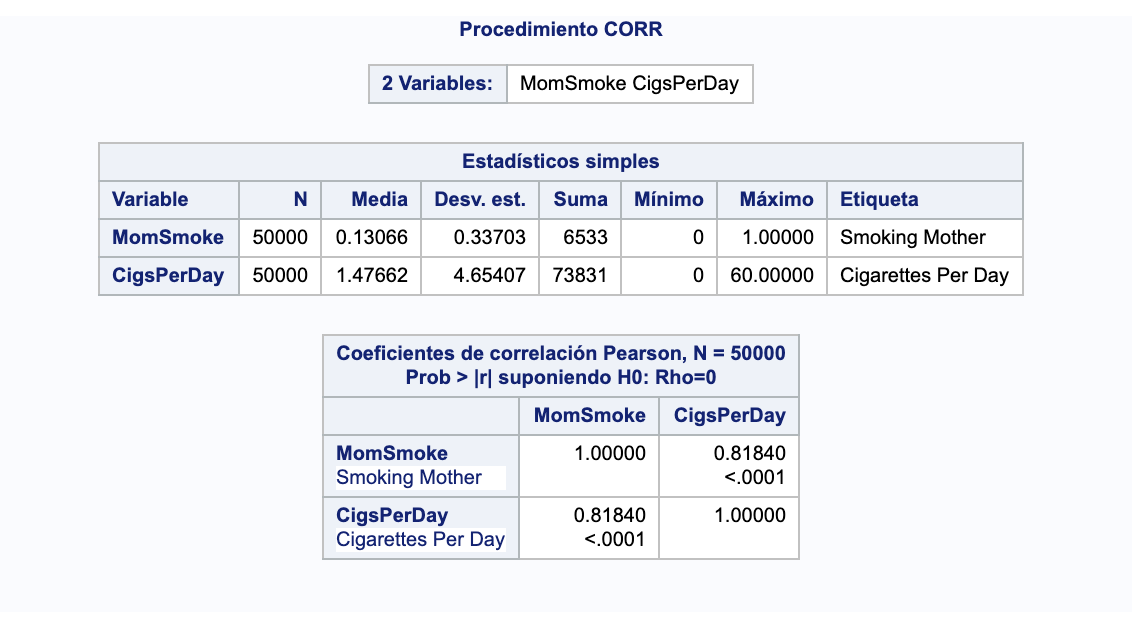 Procedimiento CORR
2 Variables: MomSmoke CigsPerDay
Estadísticos simples
Variable N Media Desv. est. Suma Mínimo Máximo Etiqueta
MomSmoke 50000 0.13066 0.33703 6533 0 1.00000 Smoking Mother
CigsPerDay 50000 1.47662 4.65407 73831 0 60.00000 Cigarettes Per Day
Coeficientes de correlación Pearson, N = 50000
Prob > |r| suponiendo H0: Rho=0
MomSmoke CigsPerDay
MomSmoke 1.00000 0.81840
Smoking Mother <.0001
CigsPerDay 0.81840 1.00000
Cigarettes Per Day <.0001